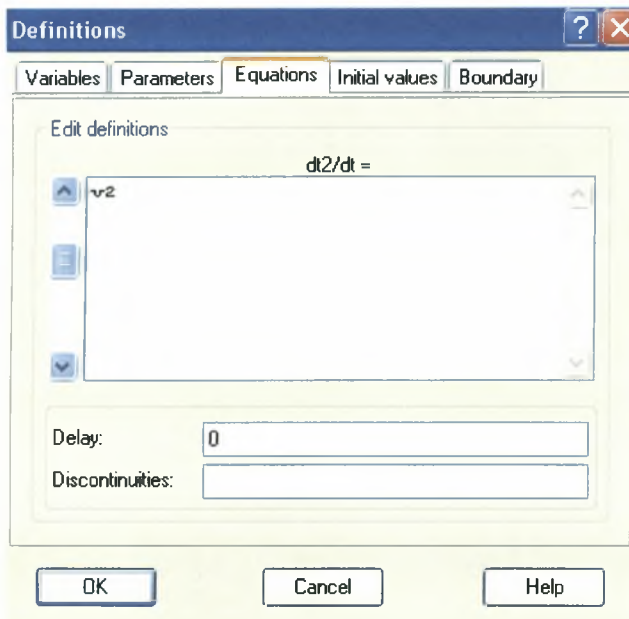 Definitions
Variables Parameters Equations Initial values Boundary
Edit definitions
dt2/dt =
v2
Delay: 0
Discontinuities:
OK Cancel Help